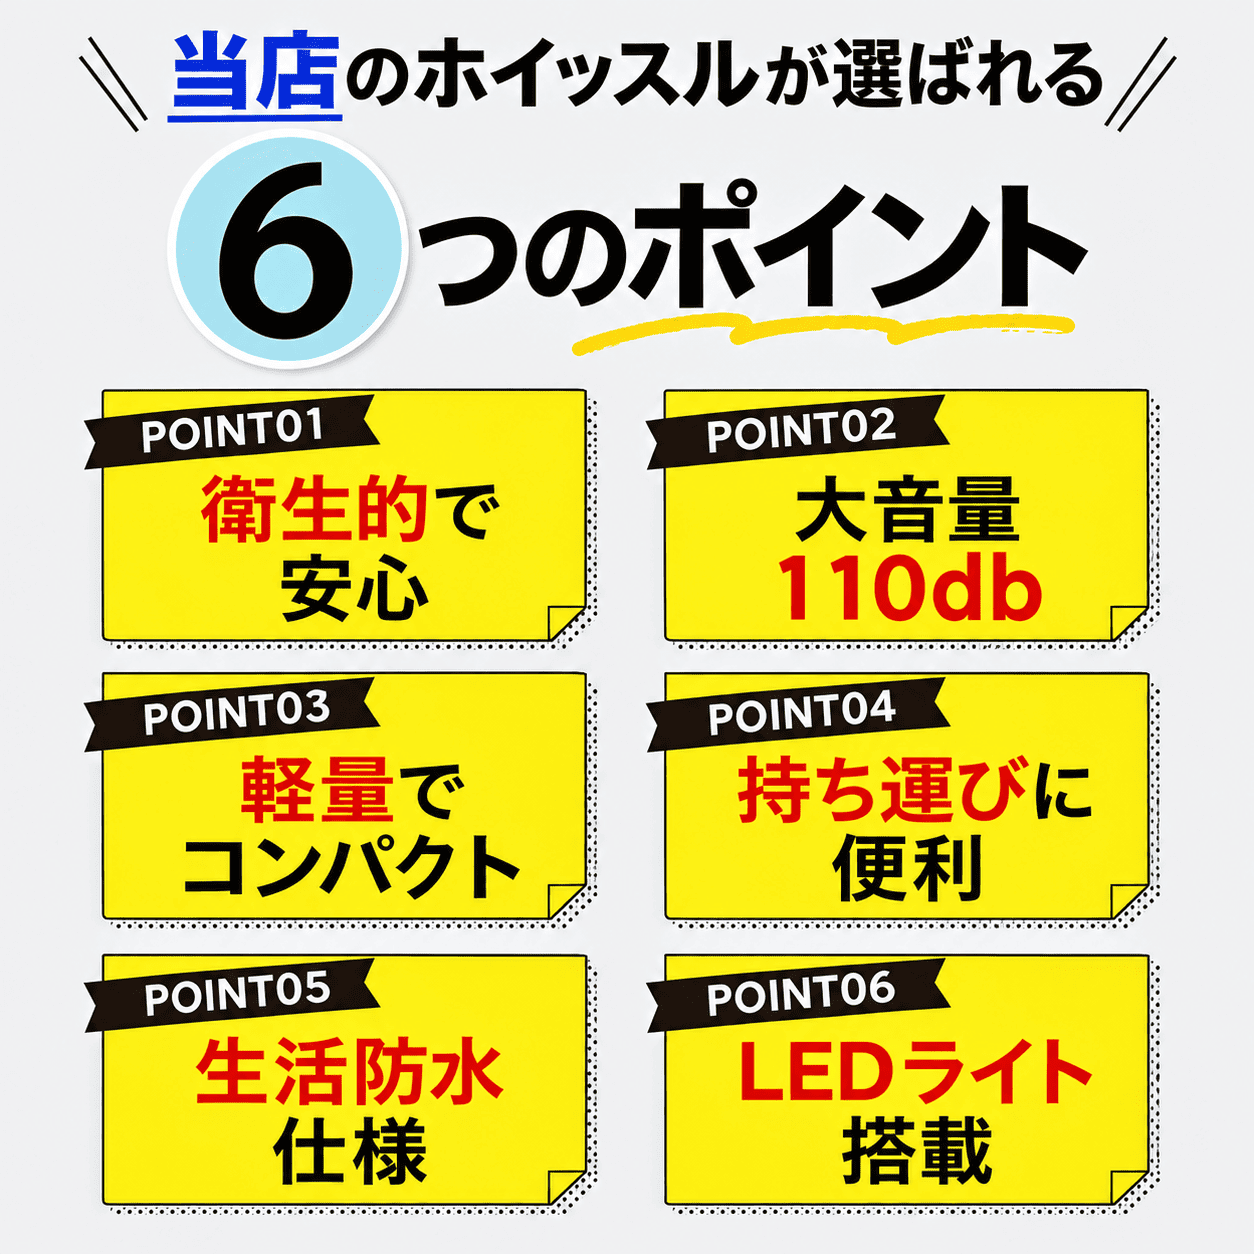 当店のホイッスルが選ばれる
6つのポイント
POINT01
衛生的で
安心
POINT02
大音量
110db
POINT03
軽量で
コンパクト
POINT04
持ち運びに
便利
POINT05
生活防水
仕様
POINT06
LEDライト
搭載